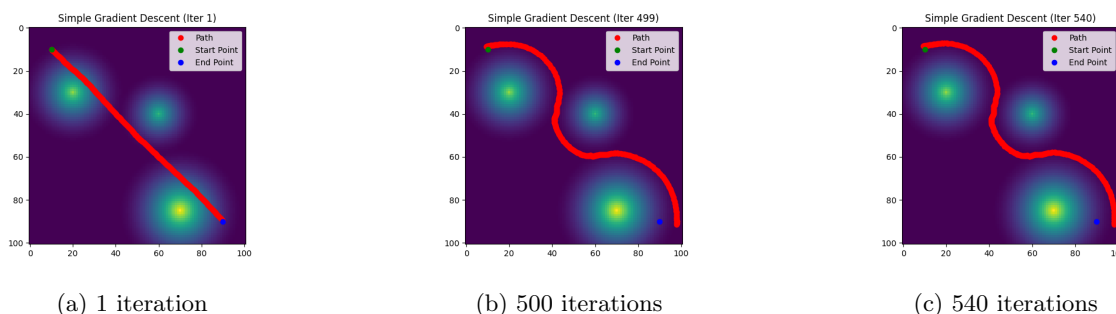 Simple Gradient Descent (Iter 1)
Path
Start Point
End Point
0
20
40
60
80
100
0 20 40 60 80 100
(a) 1 iteration
Simple Gradient Descent (Iter 499)
Path
Start Point
End Point
0
20
40
60
80
100
0 20 40 60 80 100
(b) 500 iterations
Simple Gradient Descent (Iter 540)
Path
Start Point
End Point
0
20
40
60
80
100
0 20 40 60 80
(c) 540 iterations